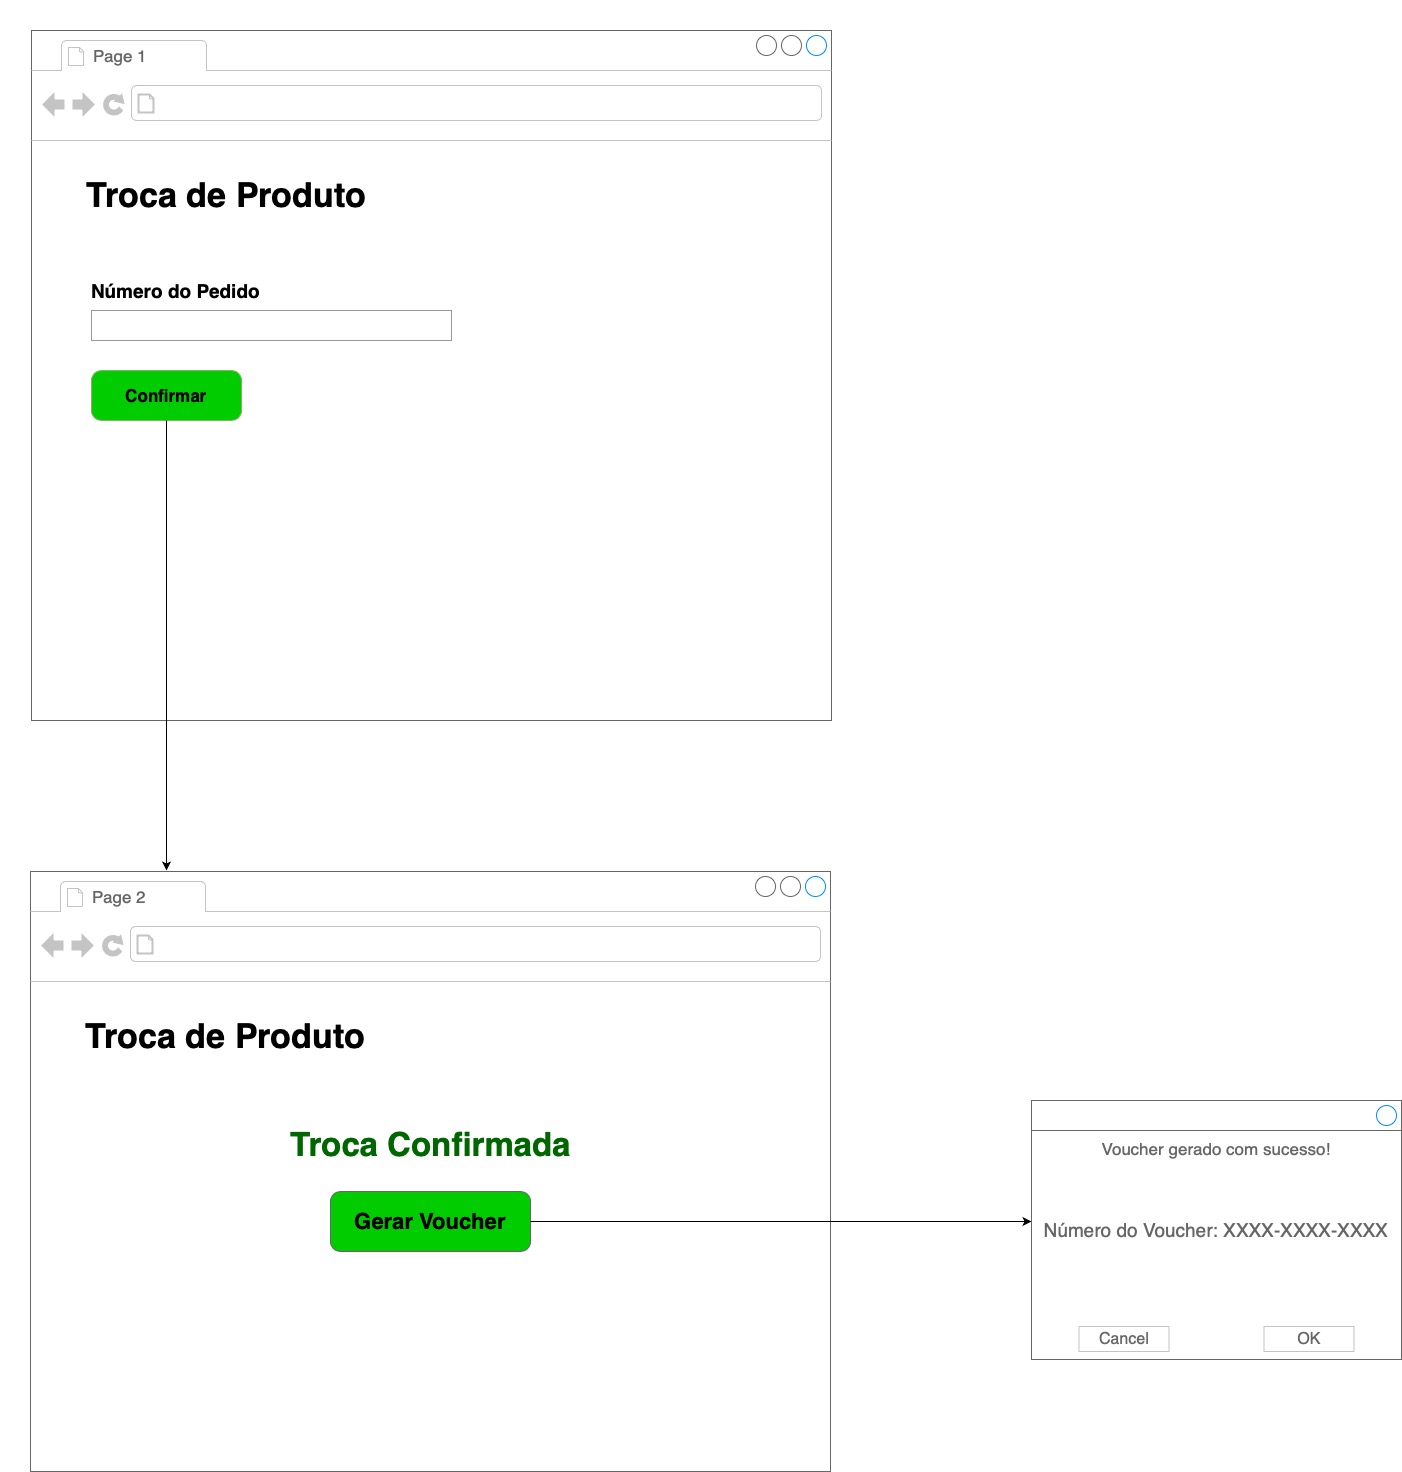 Page 1
Troca de Produto
Número do Pedido
Confirmar
Page 2
Troca de Produto
Troca Confirmada
Gerar Voucher
Voucher gerado com sucesso!
Número do Voucher: XXXX-XXXX-XXXX
Cancel
OK